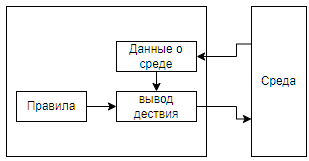 Данные о
среде
Среда
Правила
вывод
дествия